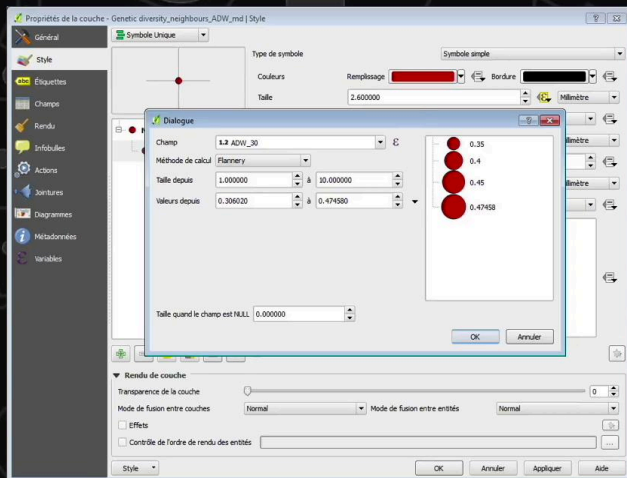 Propriétés de la couche - Genetic diversity_neighbours_ADW_md | Style
Général
Style
abc Étiquettes
Champs
Rendu
Infobulles
Actions
Jointures
Diagrammes
Métadonnées
Variables
Symbole Unique
Type de symbole Symbole simple
Couleurs Remplissage Bordure
Taille 2.600000 Millimètre
Dialogue
Champ 1.2 ADW_30 ε
Méthode de calcul Flannery
Taille depuis 1.000000 à 10.000000
Valeurs depuis 0.306020 à 0.474580
Taille quand le champ est NULL 0.000000
0.35
0.4
0.45
0.47458
OK Annuler
Rendu de couche
Transparence de la couche 0
Mode de fusion entre couches Normal Mode de fusion entre entités Normal
Effets
Contrôle de l'ordre de rendu des entités ...
Style OK Annuler Appliquer Aide